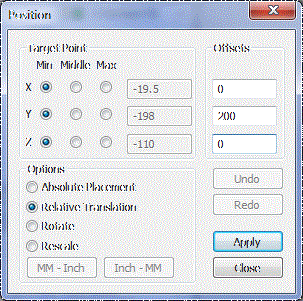 Position
Target Point
Offsets
Min Middle Max
X -19.5 0
Y -198 200
Z -110 0
Options
Absolute Placement
Relative Translation
Rotate
Rescale
MM - Inch Inch - MM
Undo
Redo
Apply
Close